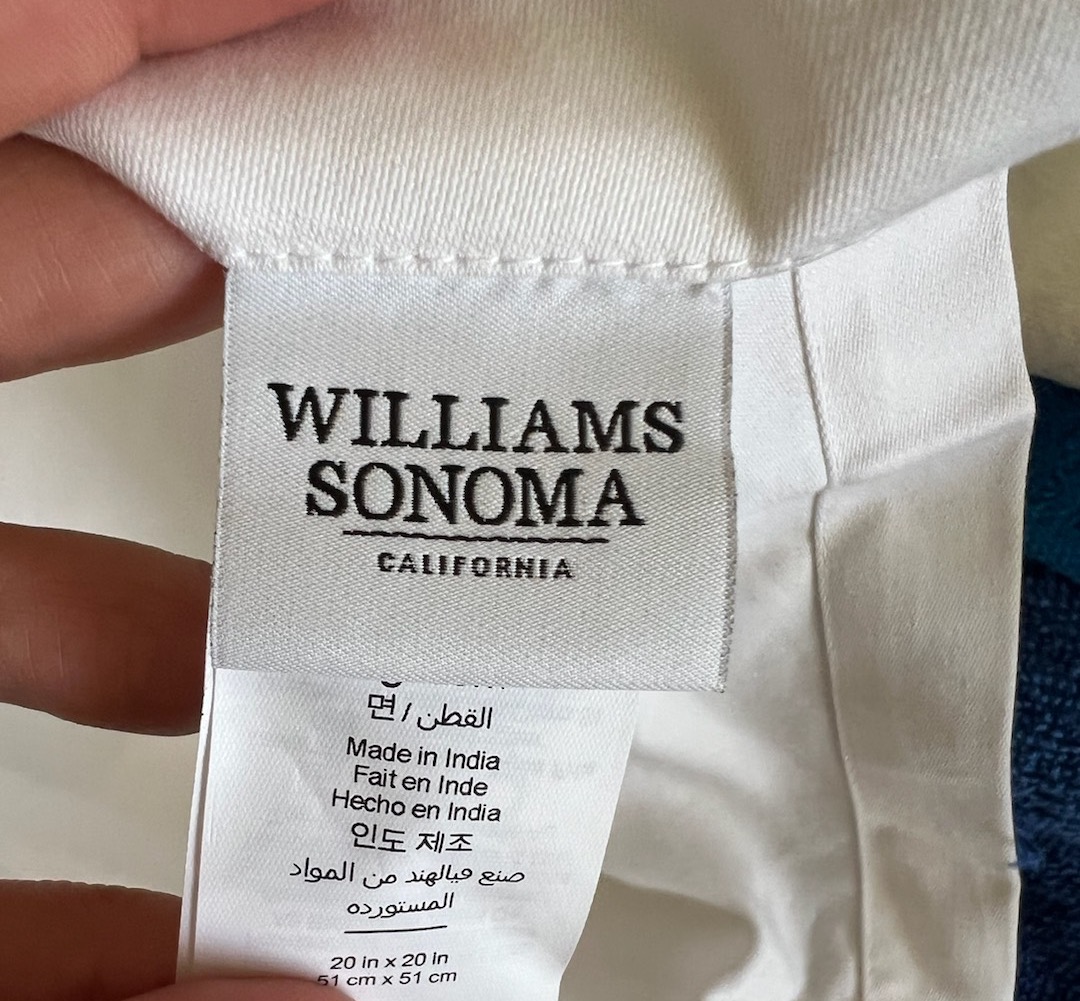 WILLIAMS
SONOMA
CALIFORNIA
면 / القطن
Made in India
Fait en Inde
Hecho en India
인도 제조
صنع فيالهند من المواد
المستورده
20 in x 20 in
51 cm x 51 cm